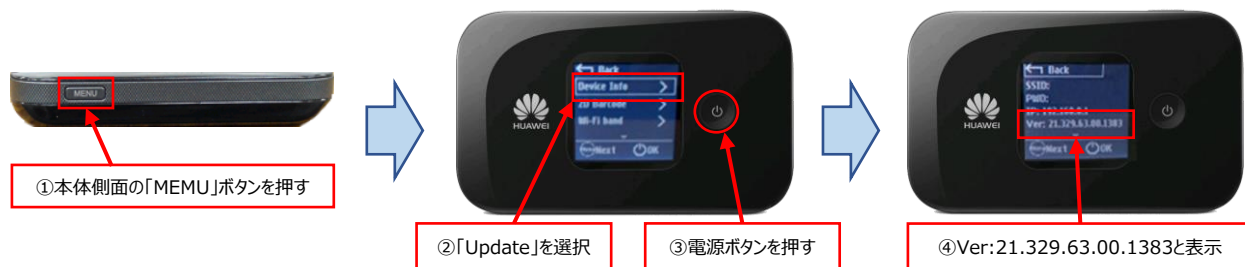 MENU
①本体側面の「MEMU」ボタンを押す
Back
Device Info
2D Barcode
Wi-Fi band
Next OK
HUAWEI
②「Update」を選択
③電源ボタンを押す
Back
SSID:
PWD:
Ver: 21.329.63.00.1383
Next OK
HUAWEI
④Ver:21.329.63.00.1383と表示